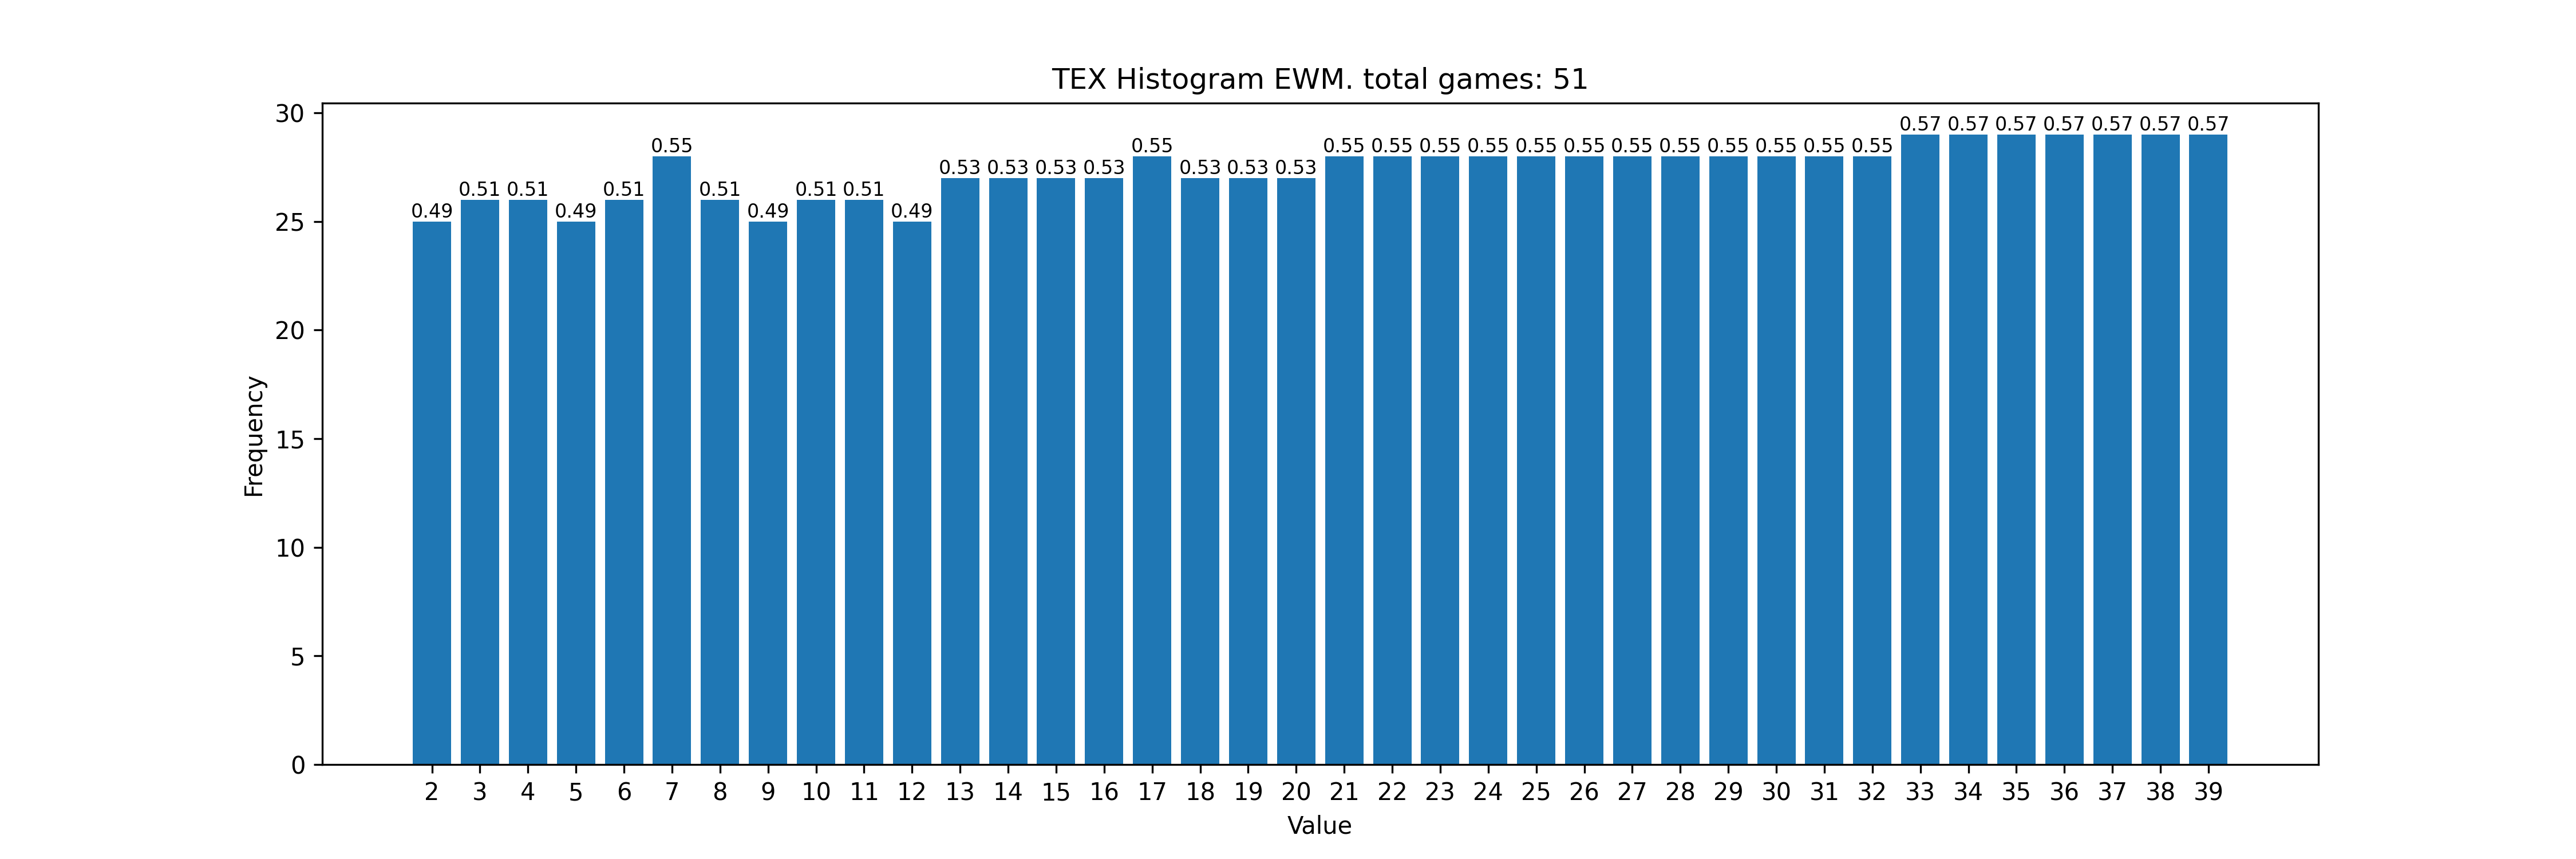 TEX Histogram EWM. total games: 51
30
25
20
15
10
5
0
Frequency
0.49 0.51 0.51 0.49 0.51 0.55 0.51 0.49 0.51 0.51 0.49 0.53 0.53 0.53 0.53 0.55 0.53 0.53 0.53 0.55 0.55 0.55 0.55 0.55 0.55 0.55 0.55 0.55 0.55 0.55 0.55 0.57 0.57 0.57 0.57 0.57 0.57 0.57
2 3 4 5 6 7 8 9 10 11 12 13 14 15 16 17 18 19 20 21 22 23 24 25 26 27 28 29 30 31 32 33 34 35 36 37 38 39
Value